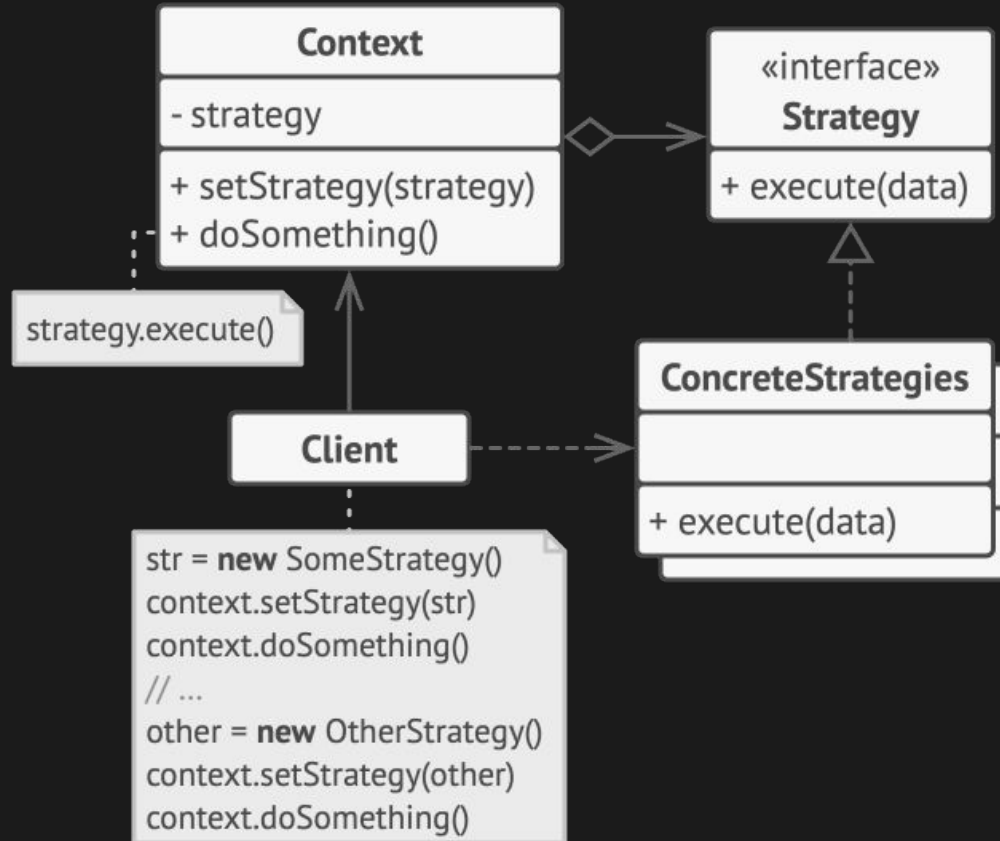 Context
- strategy
+ setStrategy(strategy)
+ doSomething()
«interface»
Strategy
+ execute(data)
strategy.execute()
Client
ConcreteStrategies
+ execute(data)
str = new SomeStrategy()
context.setStrategy(str)
context.doSomething()
// ...
other = new OtherStrategy()
context.setStrategy(other)
context.doSomething()